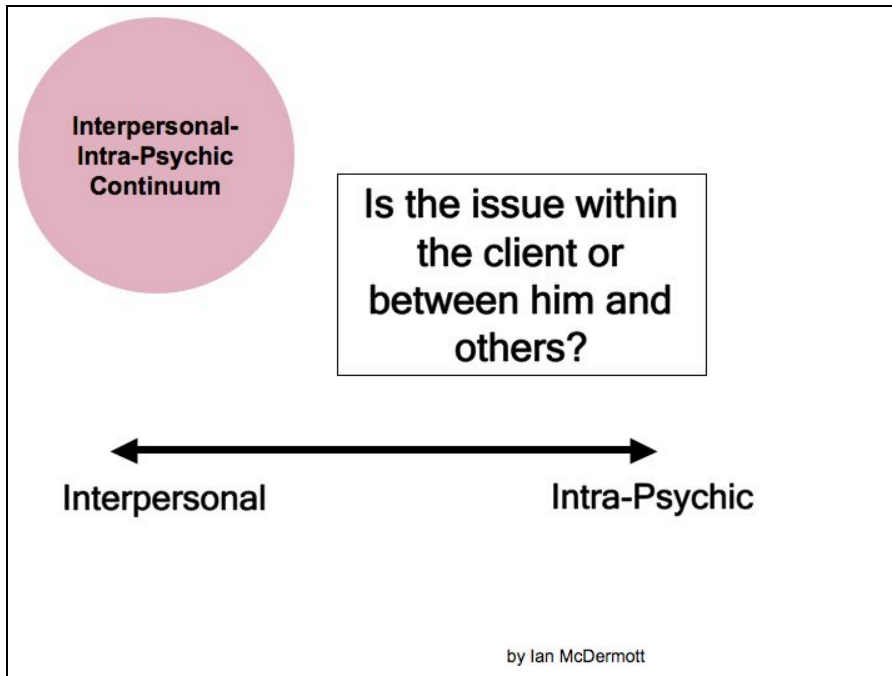 Interpersonal-
Intra-Psychic
Continuum
Is the issue within
the client or
between him and
others?
Interpersonal
Intra-Psychic
by Ian McDermott